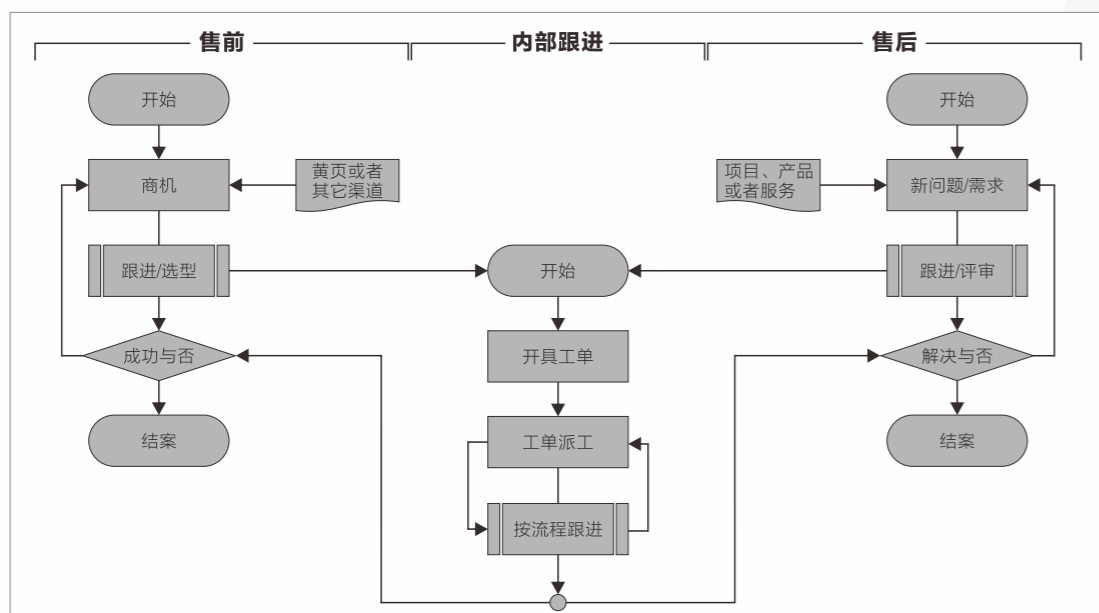 售前
内部跟进
售后
开始
开始
商机
黄页或者
其它渠道
项目、产品
或者服务
新问题/需求
跟进/选型
开始
跟进/评审
成功与否
开具工单
解决与否
结案
工单派工
结案
按流程跟进